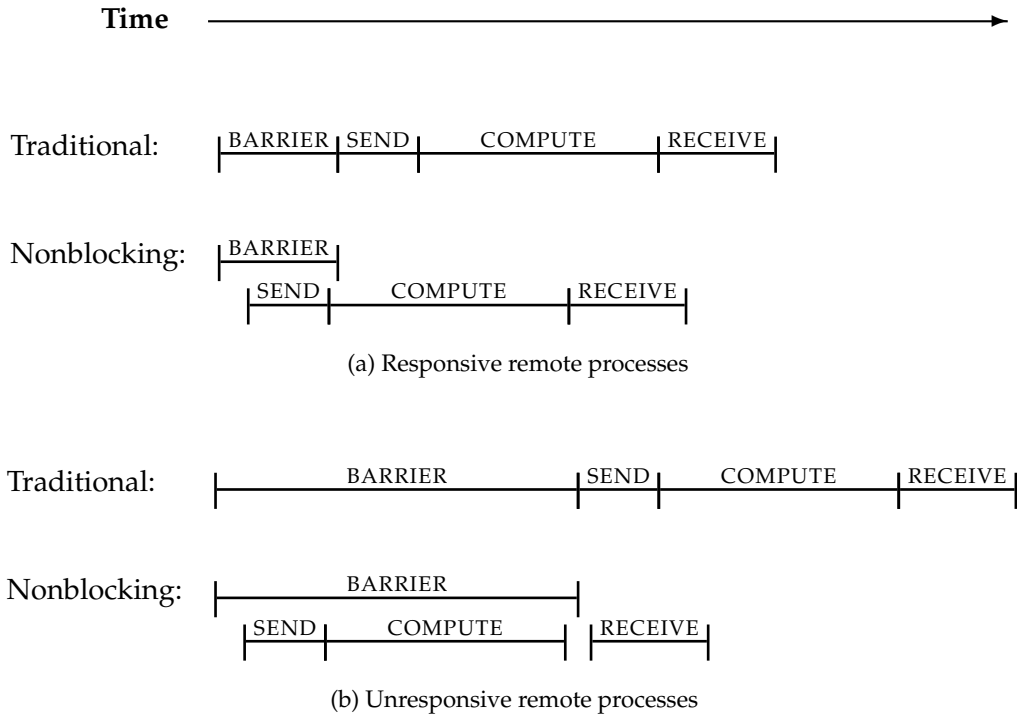 Time
Traditional: BARRIER SEND COMPUTE RECEIVE
Nonblocking: BARRIER
SEND COMPUTE RECEIVE
(a) Responsive remote processes
Traditional: BARRIER SEND COMPUTE RECEIVE
Nonblocking: BARRIER
SEND COMPUTE RECEIVE
(b) Unresponsive remote processes